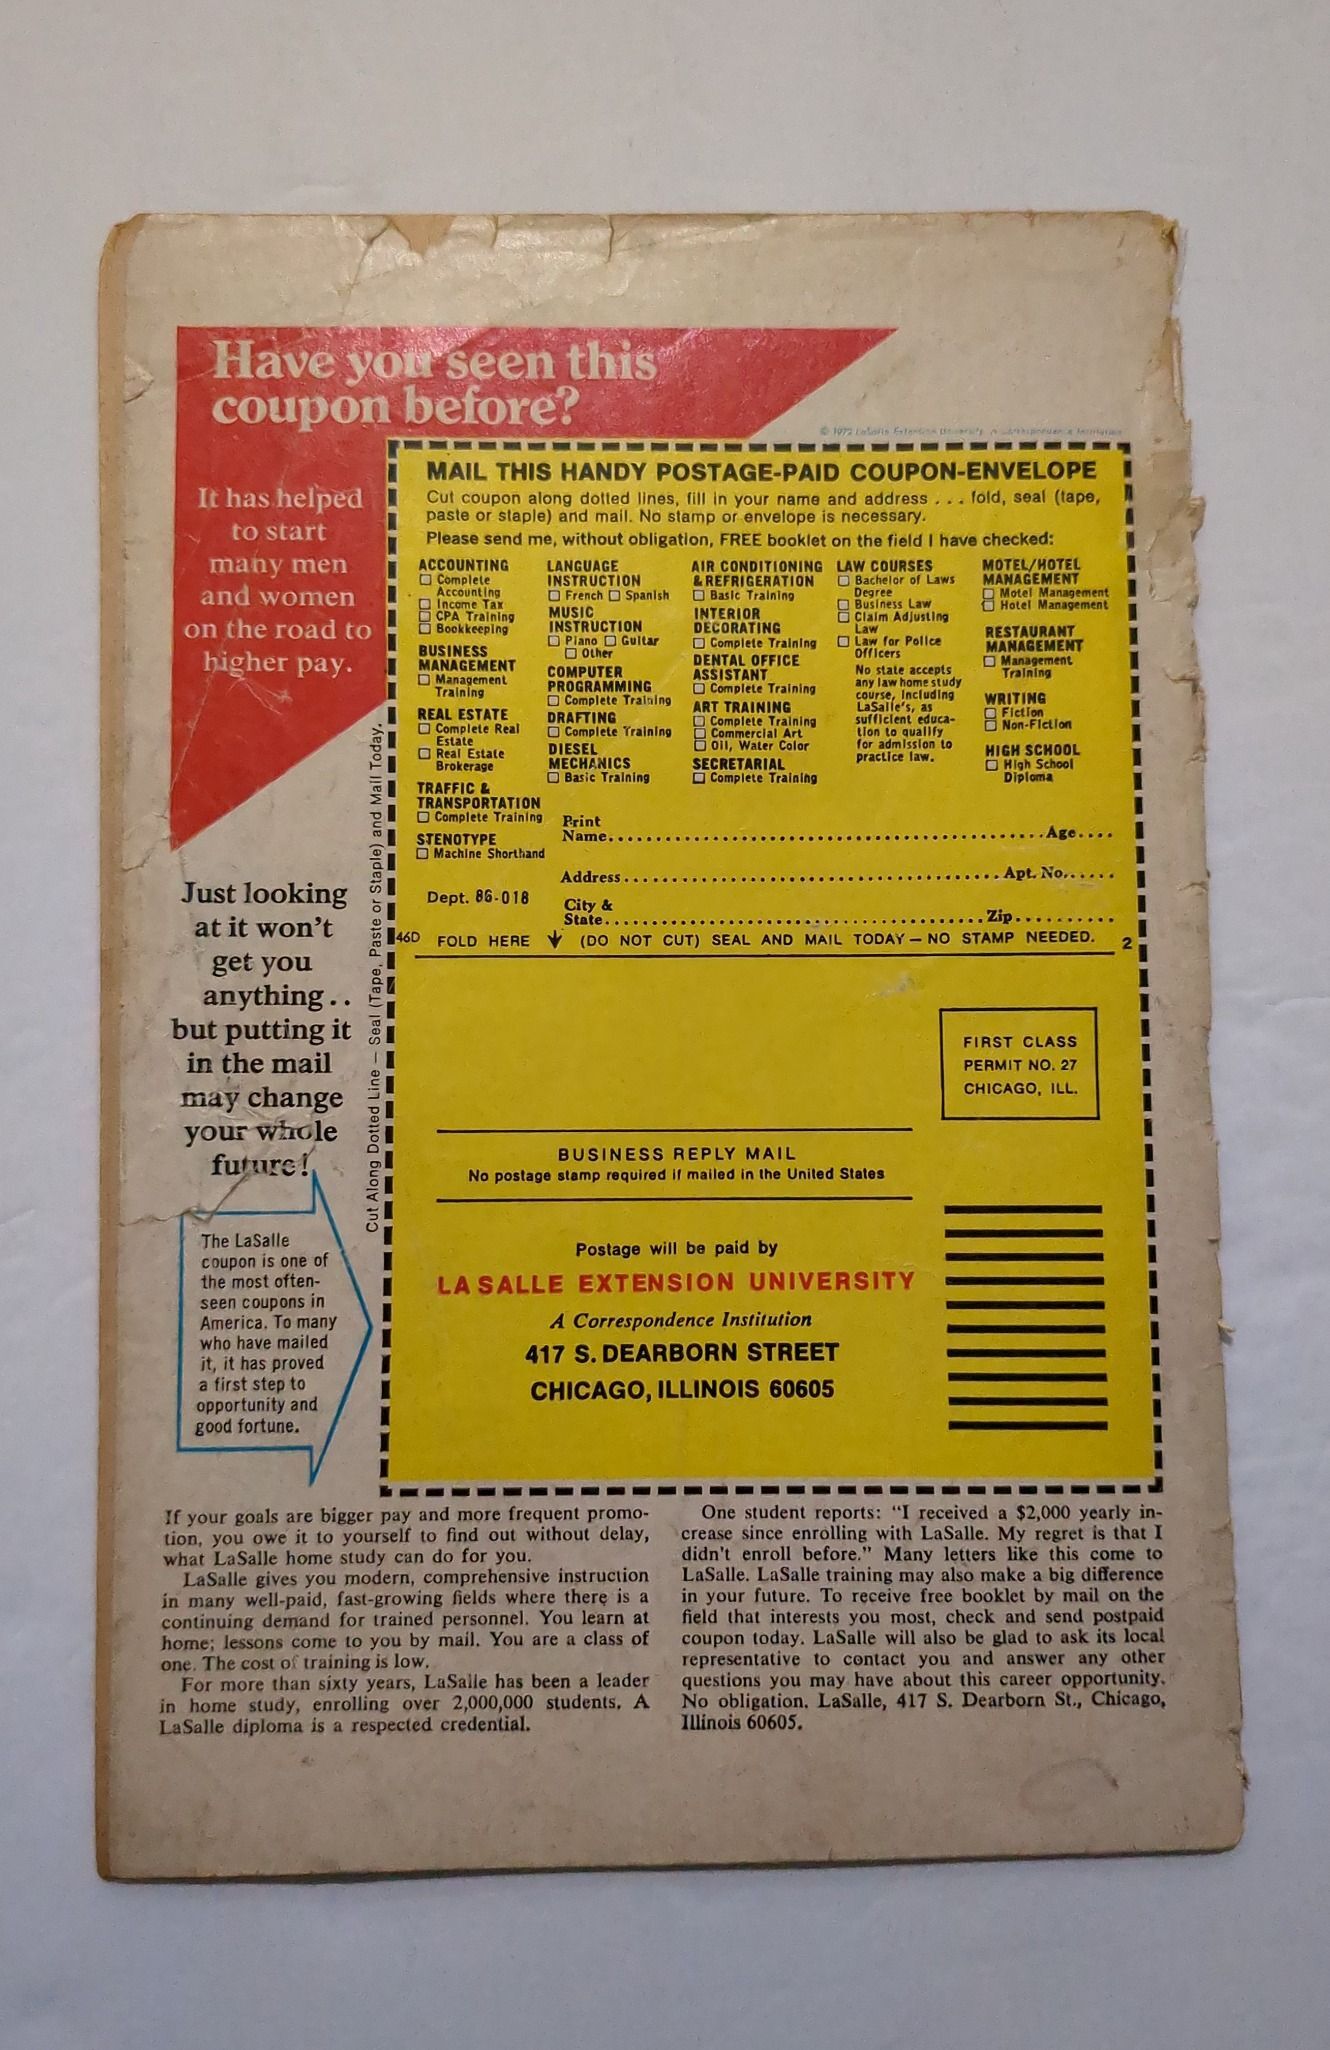 Have you seen this
coupon before?
It has helped
to start
many men
and women
on the road to
higher pay.
Just looking
at it won't
get you
anything..
but putting it
in the mail
may change
your whole
future!
The LaSalle
coupon is one of
the most often-
seen coupons in
America. To many
who have mailed
it, it has proved
a first step to
opportunity and
good fortune.
Cut Along Dotted Line — Seal (Tape, Paste or Staple) and Mail Today.
© 1972 LaSalle Extension University A Correspondence Institution
MAIL THIS HANDY POSTAGE-PAID COUPON-ENVELOPE
Cut coupon along dotted lines, fill in your name and address . . . fold, seal (tape,
paste or staple) and mail. No stamp or envelope is necessary.
Please send me, without obligation, FREE booklet on the field I have checked:
ACCOUNTING
Complete
Accounting
Income Tax
CPA Training
Bookkeeping
BUSINESS
MANAGEMENT
Management
Training
REAL ESTATE
Complete Real
Estate
Real Estate
Brokerage
TRAFFIC &
TRANSPORTATION
Complete Training
STENOTYPE
Machine Shorthand
LANGUAGE
INSTRUCTION
French Spanish
MUSIC
INSTRUCTION
Piano Guitar
Other
COMPUTER
PROGRAMMING
Complete Training
DRAFTING
Complete Training
DIESEL
MECHANICS
Basic Training
AIR CONDITIONING
& REFRIGERATION
Basic Training
INTERIOR
DECORATING
Complete Training
DENTAL OFFICE
ASSISTANT
Complete Training
ART TRAINING
Complete Training
Commercial Art
Oil, Water Color
SECRETARIAL
Complete Training
LAW COURSES
Bachelor of Laws
Degree
Business Law
Claim Adjusting
Law
Law for Police
Officers
No state accepts
any law home study
course, including
LaSalle's, as
sufficient educa-
tion to qualify
for admission to
practice law.
MOTEL/HOTEL
MANAGEMENT
Motel Management
Hotel Management
RESTAURANT
MANAGEMENT
Management
Training
WRITING
Fiction
Non-Fiction
HIGH SCHOOL
High School
Diploma
Print
Name.....Age....
Address.....Apt. No......
Dept. 86-018
City &
State.....Zip..........
46D FOLD HERE ↓ (DO NOT CUT) SEAL AND MAIL TODAY — NO STAMP NEEDED. 2
FIRST CLASS
PERMIT NO. 27
CHICAGO, ILL.
BUSINESS REPLY MAIL
No postage stamp required if mailed in the United States
Postage will be paid by
LA SALLE EXTENSION UNIVERSITY
A Correspondence Institution
417 S. DEARBORN STREET
CHICAGO, ILLINOIS 60605
If your goals are bigger pay and more frequent promo-
tion, you owe it to yourself to find out without delay,
what LaSalle home study can do for you.
LaSalle gives you modern, comprehensive instruction
in many well-paid, fast-growing fields where there is a
continuing demand for trained personnel. You learn at
home; lessons come to you by mail. You are a class of
one. The cost of training is low.
For more than sixty years, LaSalle has been a leader
in home study, enrolling over 2,000,000 students. A
LaSalle diploma is a respected credential.
One student reports: "I received a $2,000 yearly in-
crease since enrolling with LaSalle. My regret is that I
didn't enroll before." Many letters like this come to
LaSalle. LaSalle training may also make a big difference
in your future. To receive free booklet by mail on the
field that interests you most, check and send postpaid
coupon today. LaSalle will also be glad to ask its local
representative to contact you and answer any other
questions you may have about this career opportunity.
No obligation. LaSalle, 417 S. Dearborn St., Chicago,
Illinois 60605.